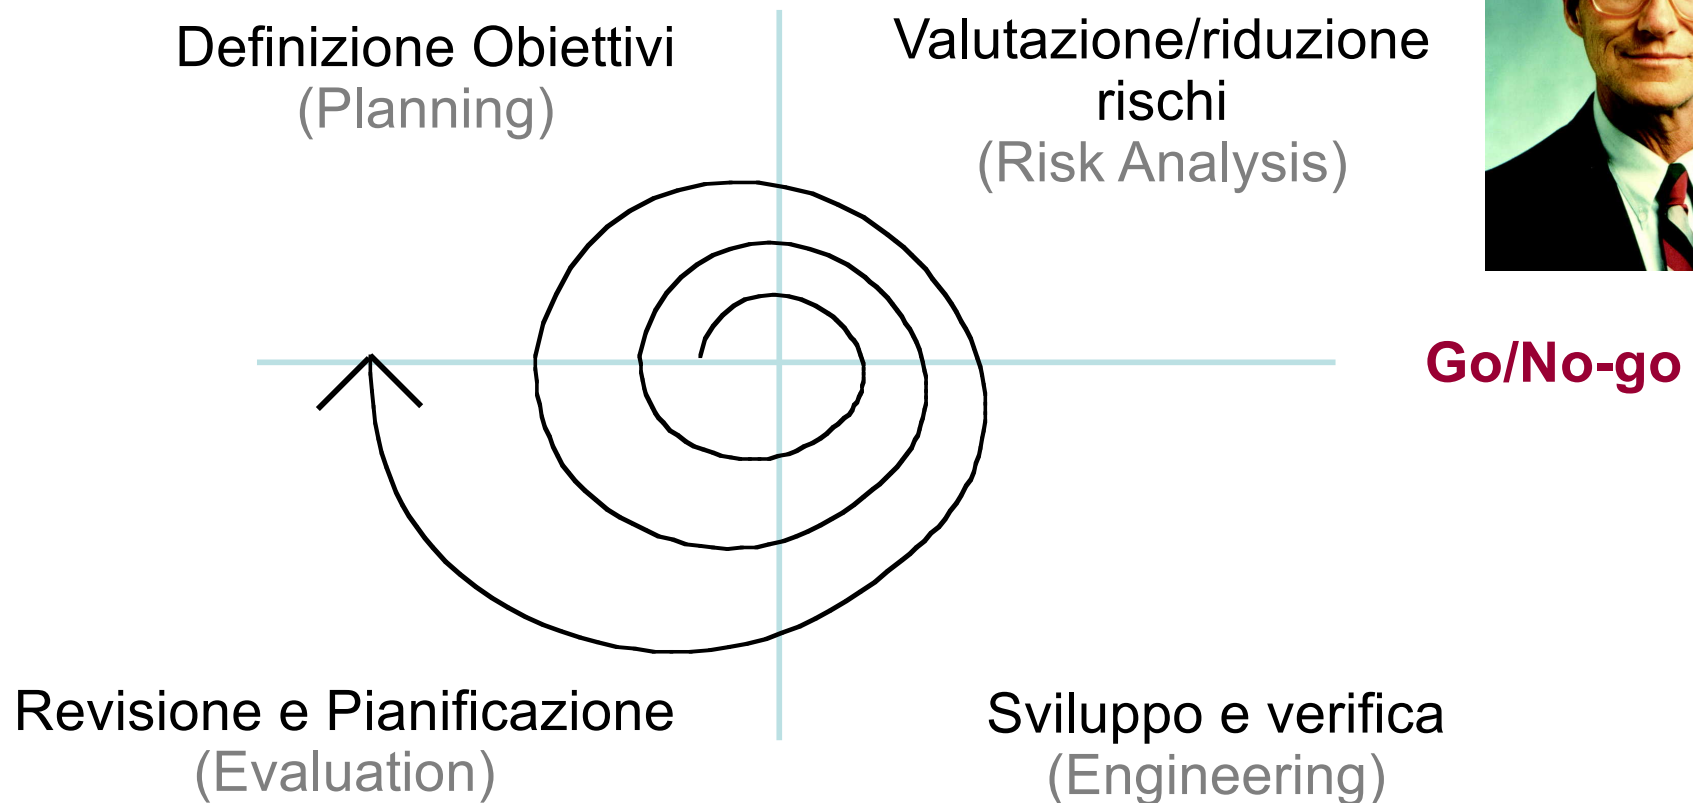 Definizione Obiettivi
(Planning)
Valutazione/riduzione
rischi
(Risk Analysis)
Go/No-go
Revisione e Pianificazione
(Evaluation)
Sviluppo e verifica
(Engineering)